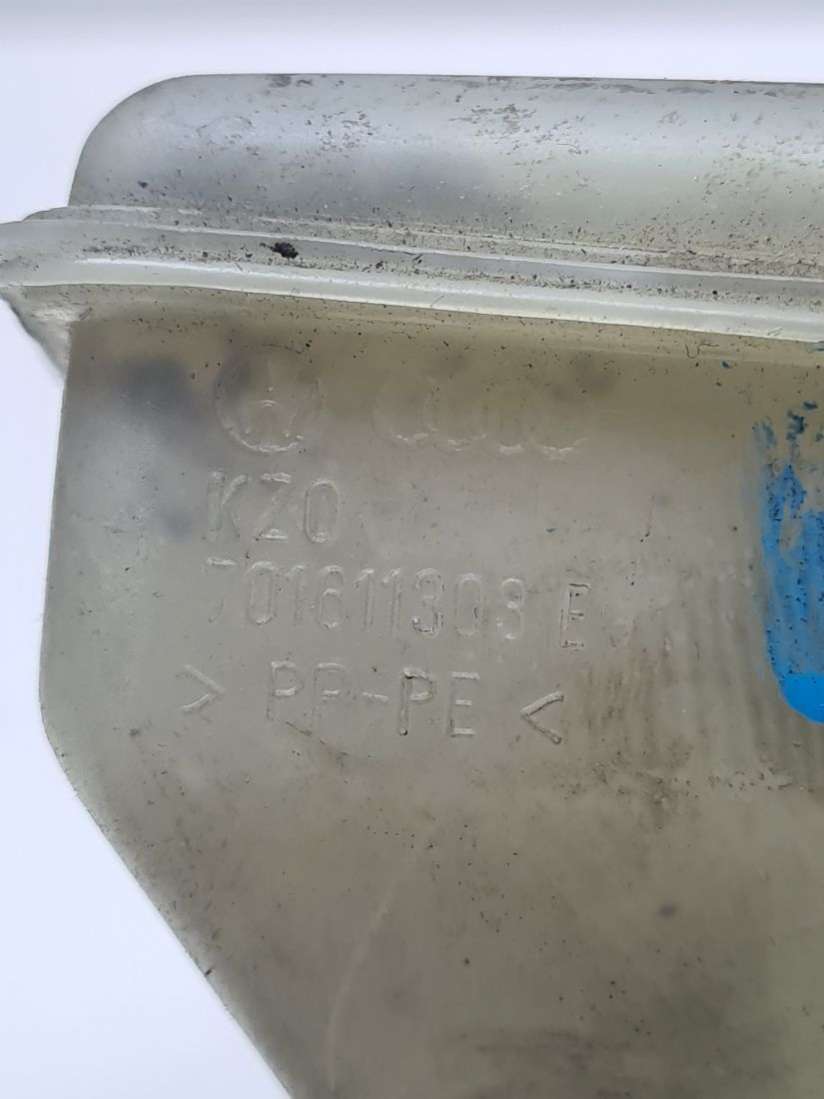 KZO
701611303 E
> PP-PE <